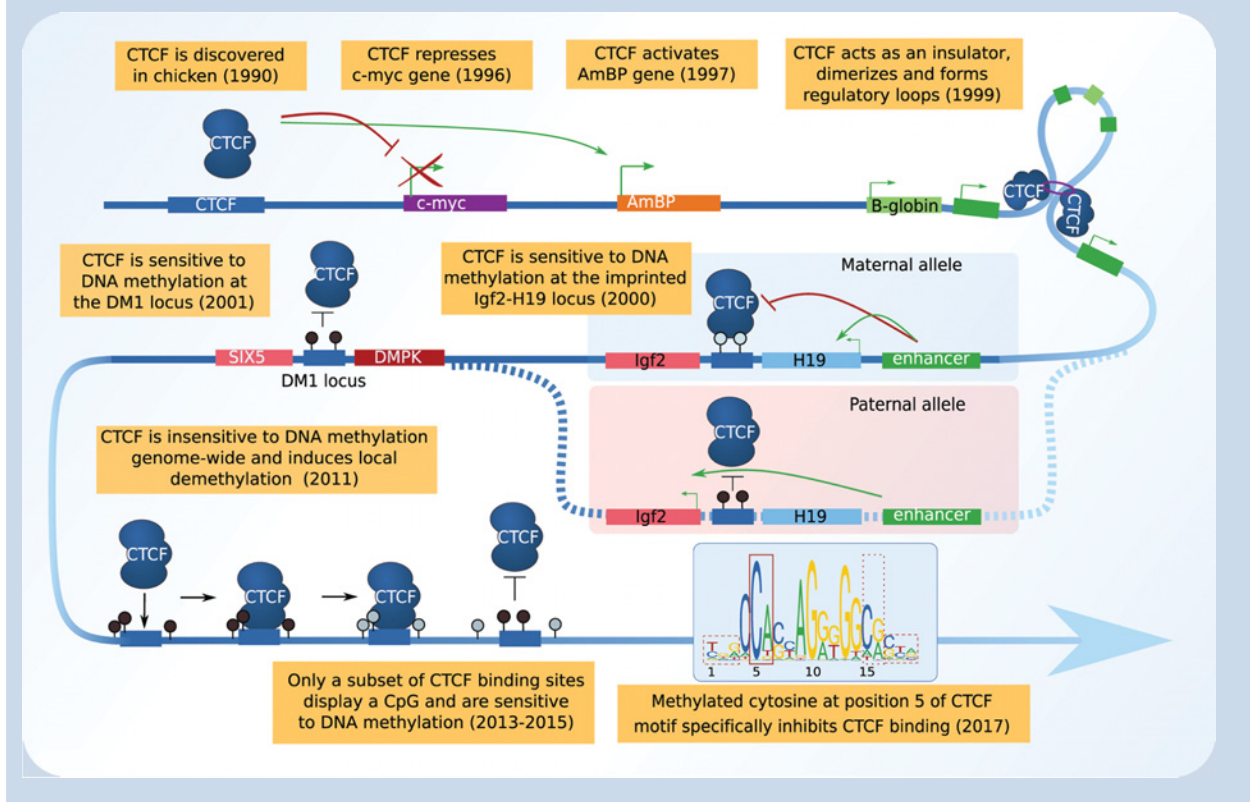 CTCF is discovered
in chicken (1990)
CTCF represses
c-myc gene (1996)
CTCF activates
AmBP gene (1997)
CTCF acts as an insulator,
dimerizes and forms
regulatory loops (1999)
CTCF
CTCF
c-myc
AmBP
B-globin
CTCF
CTCF
CTCF is sensitive to
DNA methylation at
the DM1 locus (2001)
CTCF
CTCF is sensitive to DNA
methylation at the imprinted
Igf2-H19 locus (2000)
Maternal allele
CTCF
SIX5
DMPK
DM1 locus
Igf2
H19
enhancer
Paternal allele
CTCF
Igf2
H19
enhancer
CTCF is insensitive to DNA methylation
genome-wide and induces local
demethylation (2011)
CTCF
CTCF
CTCF
CTCF
1 5 10 15
Only a subset of CTCF binding sites
display a CpG and are sensitive
to DNA methylation (2013-2015)
Methylated cytosine at position 5 of CTCF
motif specifically inhibits CTCF binding (2017)